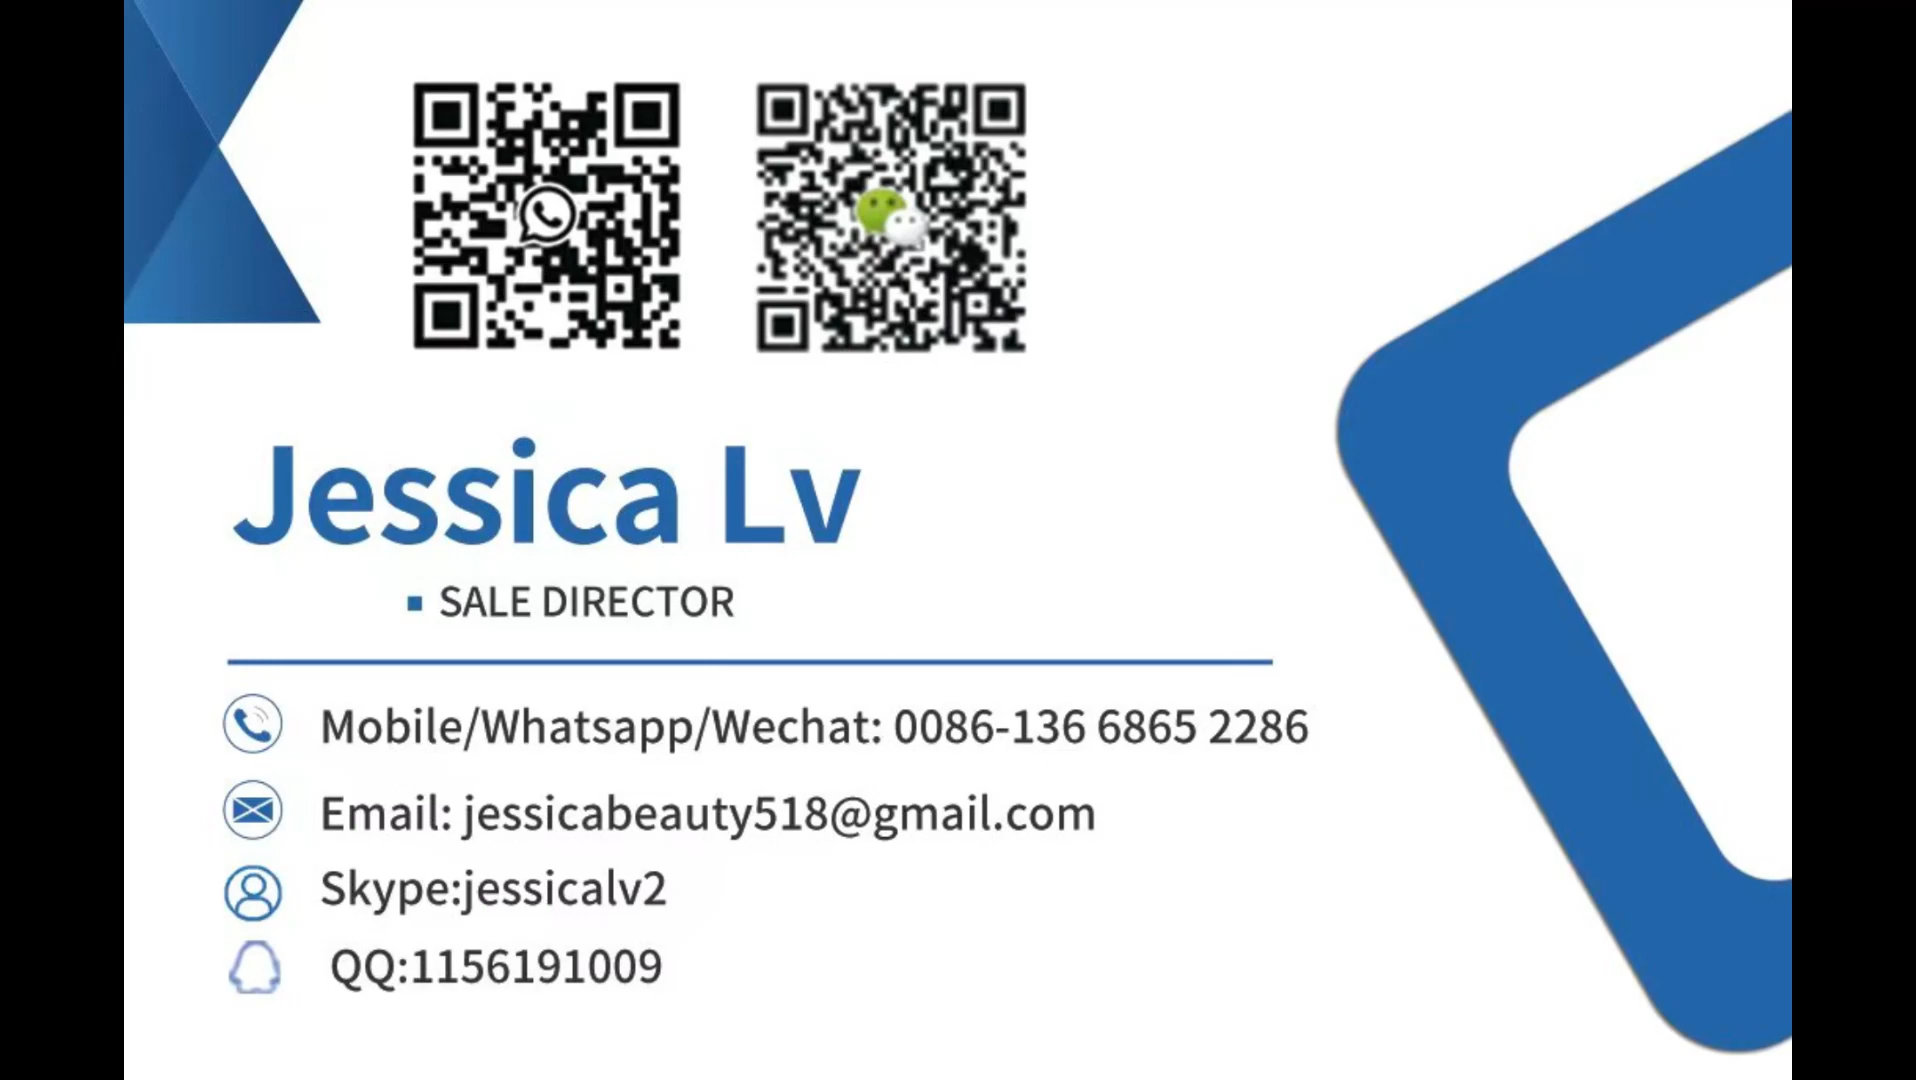 Jessica Lv
SALE DIRECTOR
Mobile/Whatsapp/Wechat: 0086-136 6865 2286
Email: jessicabeauty518@gmail.com
Skype:jessicalv2
QQ:1156191009